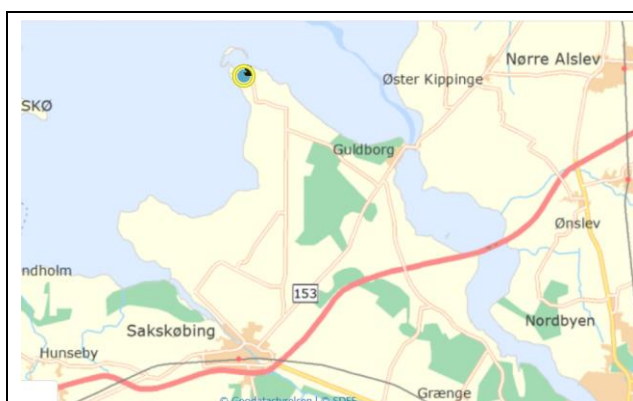 Nørre Alslev
Øster Kippinge
SKØ
Guldborg
Ønslev
ndholm
153
Nordbyen
Sakskøbing
Hunseby
Grænge